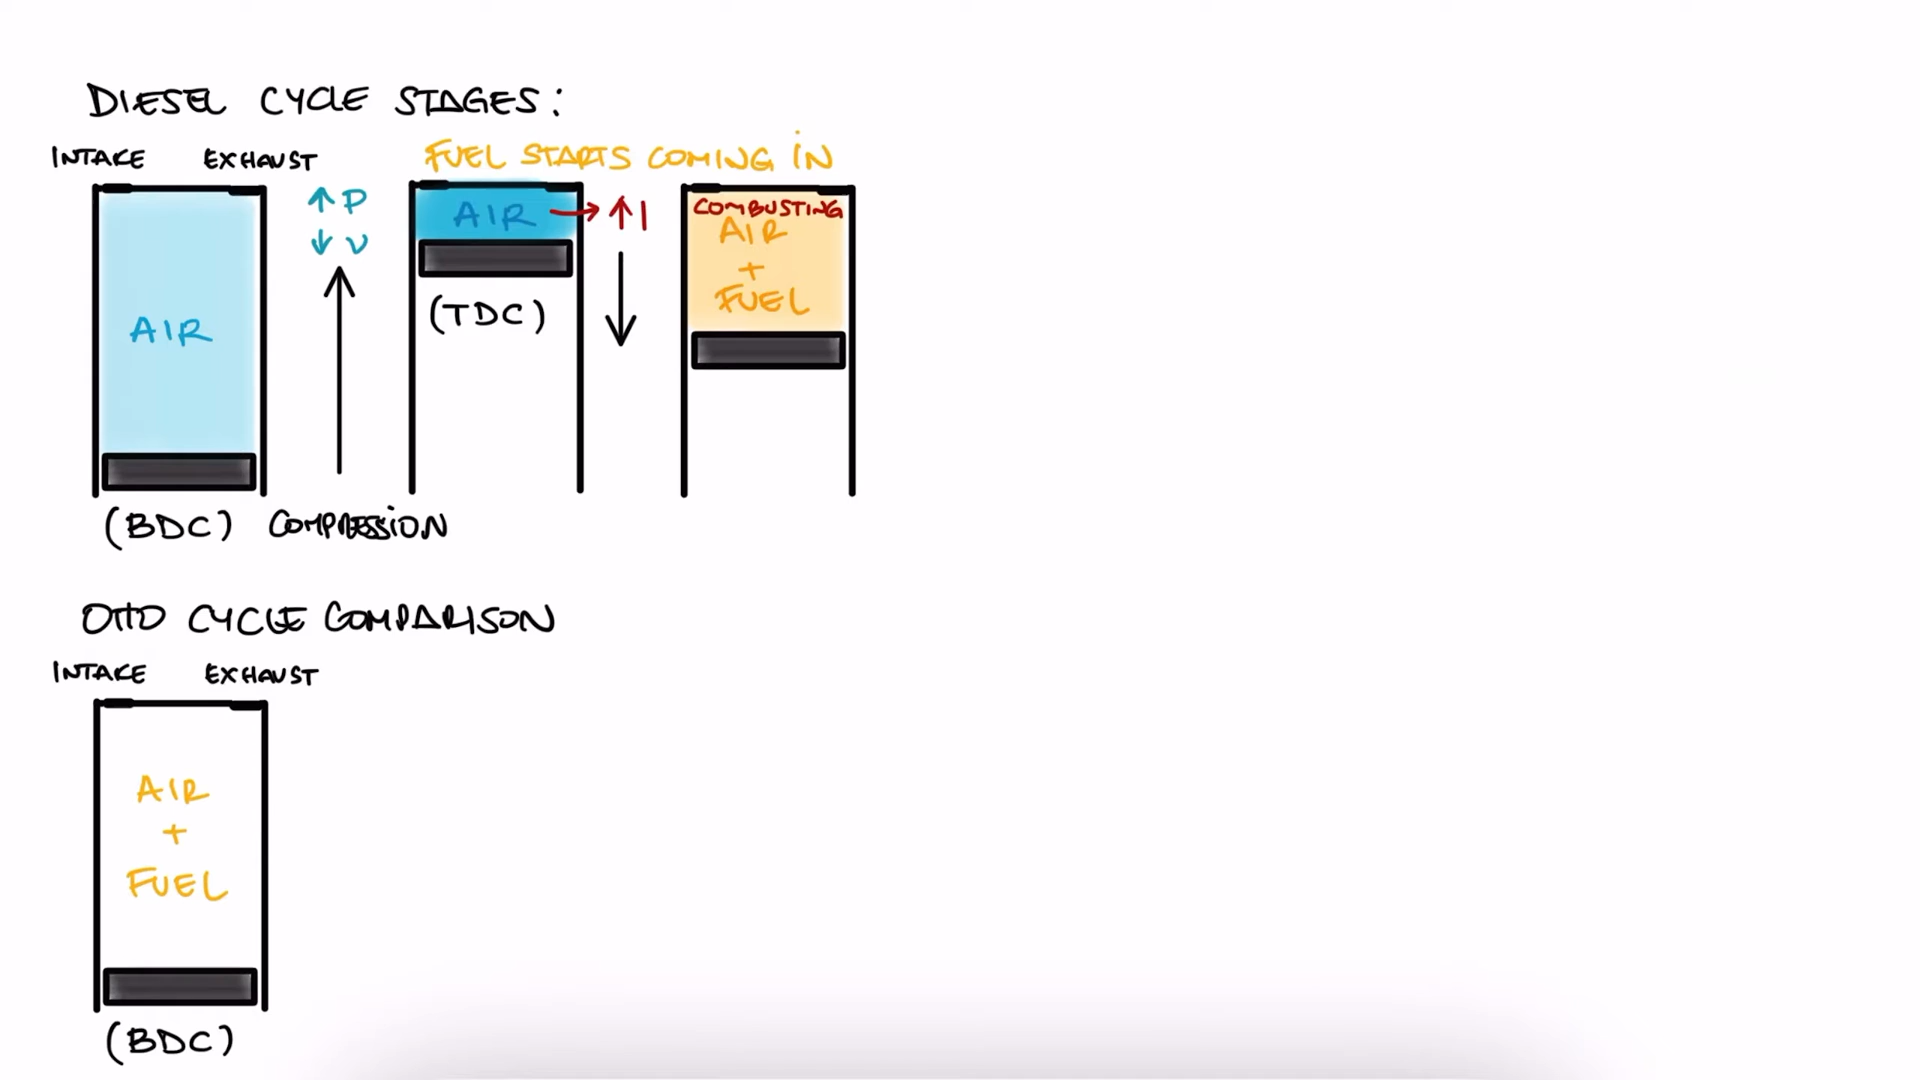 DIESEL CYCLE STAGES:
INTAKE EXHAUST
FUEL STARTS COMING IN
↑ P
↓ V
AIR
AIR → ↑ I
(TDC)
COMBUSTING
AIR
+
FUEL
(BDC) COMPRESSION
OTTO CYCLE COMPARISON
INTAKE EXHAUST
AIR
+
FUEL
(BDC)